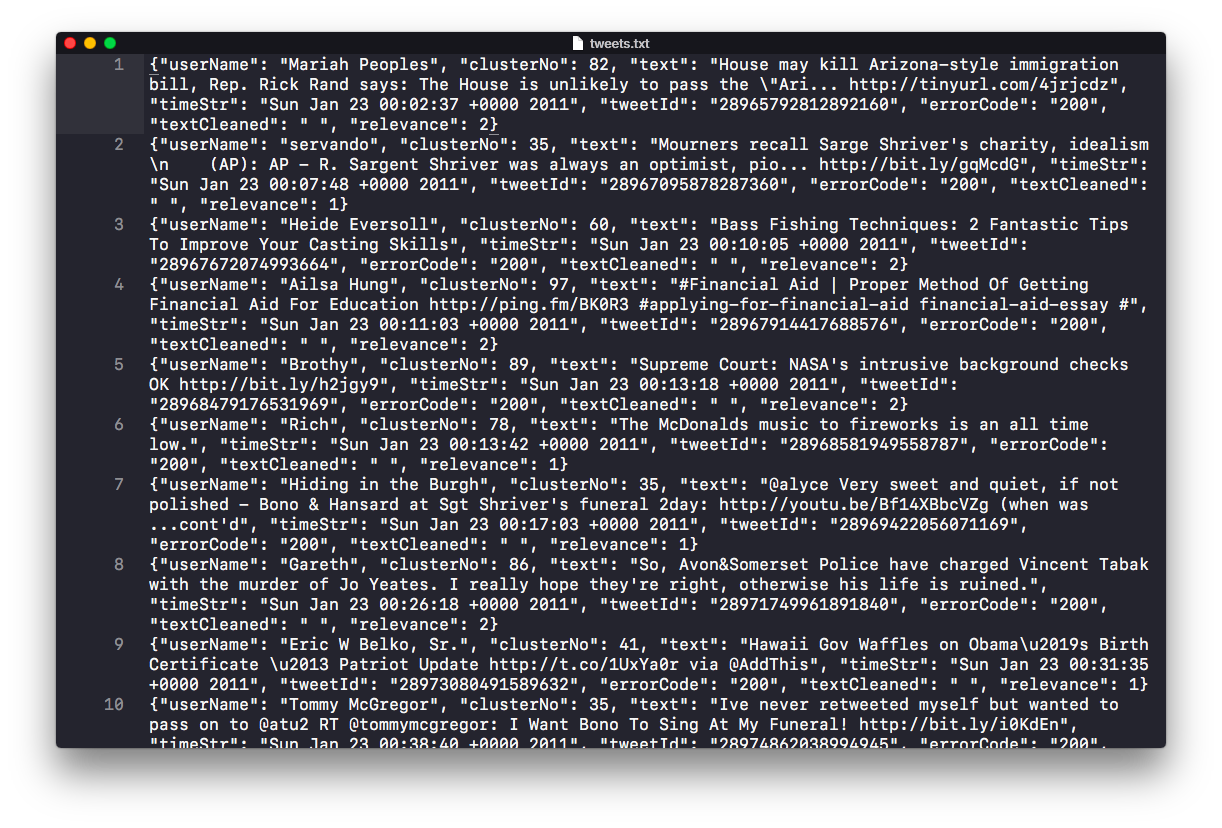 tweets.txt
1 {"userName": "Mariah Peoples", "clusterNo": 82, "text": "House may kill Arizona-style immigration
bill, Rep. Rick Rand says: The House is unlikely to pass the \"Ari... http://tinyurl.com/4jrjcdz",
"timeStr": "Sun Jan 23 00:02:37 +0000 2011", "tweetId": "28965792812892160", "errorCode": "200",
"textCleaned": " ", "relevance": 2}
2 {"userName": "servando", "clusterNo": 35, "text": "Mourners recall Sarge Shriver's charity, idealism
\n    (AP): AP - R. Sargent Shriver was always an optimist, pio... http://bit.ly/gqMcdG", "timeStr":
"Sun Jan 23 00:07:48 +0000 2011", "tweetId": "28967095878287360", "errorCode": "200", "textCleaned":
" ", "relevance": 1}
3 {"userName": "Heide Eversoll", "clusterNo": 60, "text": "Bass Fishing Techniques: 2 Fantastic Tips
To Improve Your Casting Skills", "timeStr": "Sun Jan 23 00:10:05 +0000 2011", "tweetId":
"28967672074993664", "errorCode": "200", "textCleaned": " ", "relevance": 2}
4 {"userName": "Ailsa Hung", "clusterNo": 97, "text": "#Financial Aid | Proper Method Of Getting
Financial Aid For Education http://ping.fm/BK0R3 #applying-for-financial-aid financial-aid-essay #",
"timeStr": "Sun Jan 23 00:11:03 +0000 2011", "tweetId": "28967914417688576", "errorCode": "200",
"textCleaned": " ", "relevance": 2}
5 {"userName": "Brothy", "clusterNo": 89, "text": "Supreme Court: NASA's intrusive background checks
OK http://bit.ly/h2jgy9", "timeStr": "Sun Jan 23 00:13:18 +0000 2011", "tweetId":
"28968479176531969", "errorCode": "200", "textCleaned": " ", "relevance": 2}
6 {"userName": "Rich", "clusterNo": 78, "text": "The McDonalds music to fireworks is an all time
low.", "timeStr": "Sun Jan 23 00:13:42 +0000 2011", "tweetId": "28968581949558787", "errorCode":
"200", "textCleaned": " ", "relevance": 1}
7 {"userName": "Hiding in the Burgh", "clusterNo": 35, "text": "@alyce Very sweet and quiet, if not
polished - Bono & Hansard at Sgt Shriver's funeral 2day: http://youtu.be/Bf14XBbcVZg (when was
...cont'd", "timeStr": "Sun Jan 23 00:17:03 +0000 2011", "tweetId": "28969422056071169",
"errorCode": "200", "textCleaned": " ", "relevance": 1}
8 {"userName": "Gareth", "clusterNo": 86, "text": "So, Avon&Somerset Police have charged Vincent Tabak
with the murder of Jo Yeates. I really hope they're right, otherwise his life is ruined.",
"timeStr": "Sun Jan 23 00:26:18 +0000 2011", "tweetId": "28971749961891840", "errorCode": "200",
"textCleaned": " ", "relevance": 2}
9 {"userName": "Eric W Belko, Sr.", "clusterNo": 41, "text": "Hawaii Gov Waffles on Obama\u2019s Birth
Certificate \u2013 Patriot Update http://t.co/1UxYa0r via @AddThis", "timeStr": "Sun Jan 23 00:31:35
+0000 2011", "tweetId": "28973080491589632", "errorCode": "200", "textCleaned": " ", "relevance": 1}
10 {"userName": "Tommy McGregor", "clusterNo": 35, "text": "Ive never retweeted myself but wanted to
pass on to @atu2 RT @tommymcgregor: I Want Bono To Sing At My Funeral! http://bit.ly/i0KdEn",
"timeStr": "Sun Jan 23 00:38:40 +0000 2011", "tweetId": "28974862038994945", "errorCode": "200",